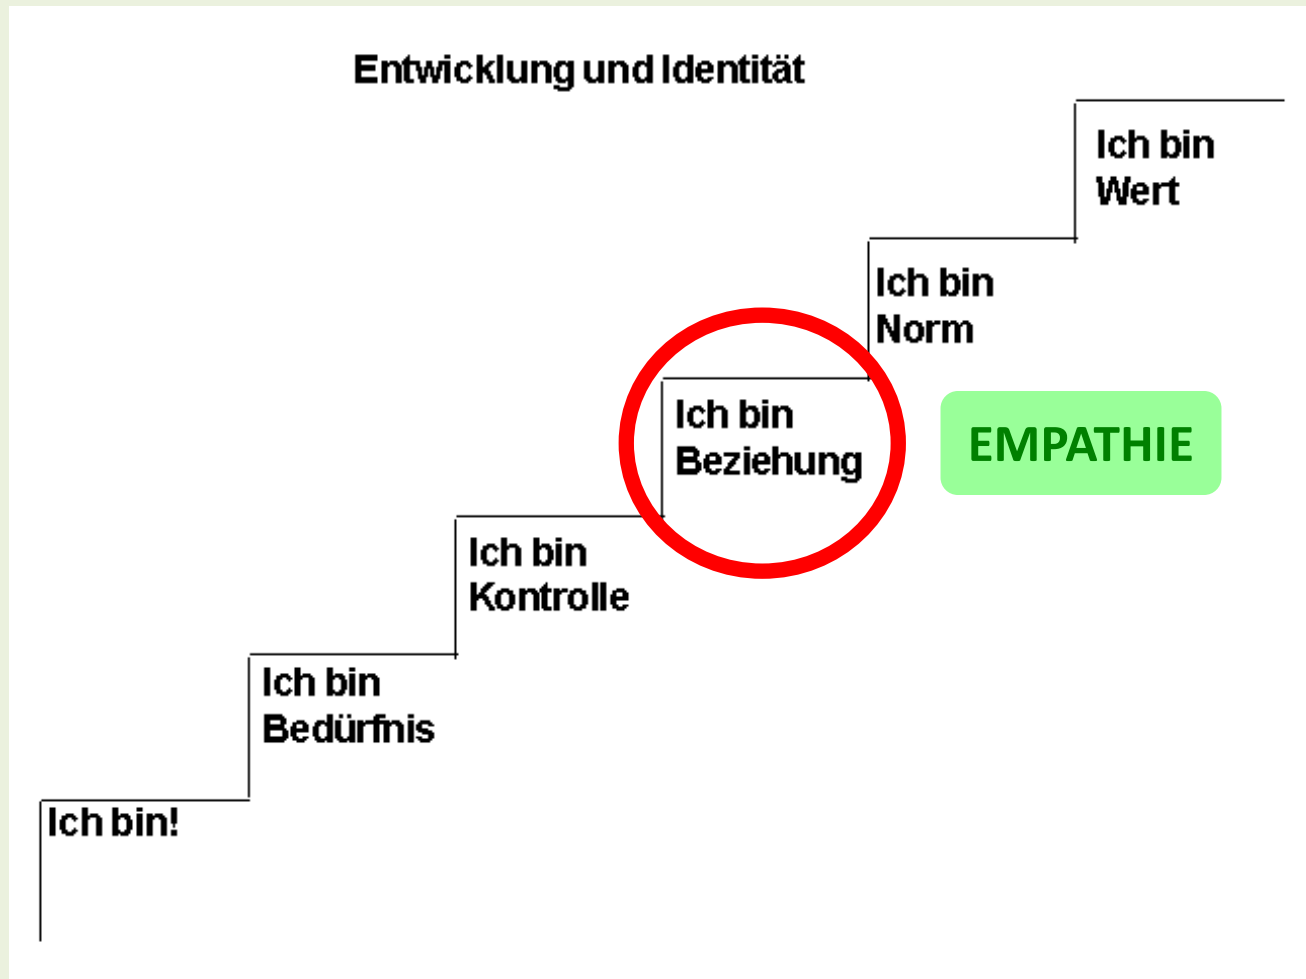 Entwicklung und Identität
Ich bin
Wert
Ich bin
Norm
Ich bin
Beziehung
EMPATHIE
Ich bin
Kontrolle
Ich bin
Bedürfnis
Ich bin!